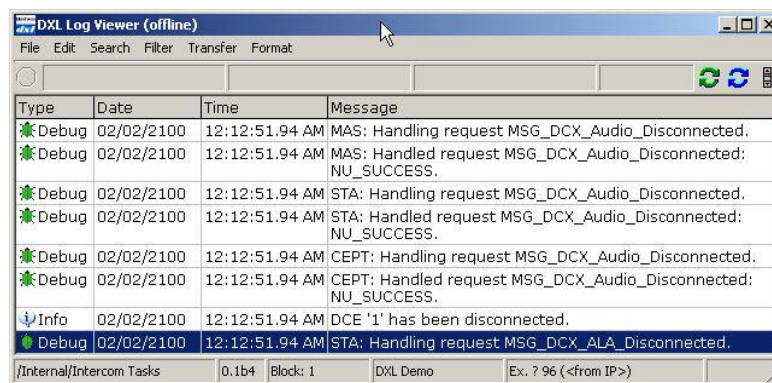 DXL Log Viewer (offline)
File Edit Search Filter Transfer Format
Type Date Time Message
Debug 02/02/2100 12:12:51.94 AM MAS: Handling request MSG_DCX_Audio_Disconnected.
Debug 02/02/2100 12:12:51.94 AM MAS: Handled request MSG_DCX_Audio_Disconnected:
NU_SUCCESS.
Debug 02/02/2100 12:12:51.94 AM STA: Handling request MSG_DCX_Audio_Disconnected.
Debug 02/02/2100 12:12:51.94 AM STA: Handled request MSG_DCX_Audio_Disconnected:
NU_SUCCESS.
Debug 02/02/2100 12:12:51.94 AM CEPT: Handling request MSG_DCX_Audio_Disconnected.
Debug 02/02/2100 12:12:51.94 AM CEPT: Handled request MSG_DCX_Audio_Disconnected:
NU_SUCCESS.
Info 02/02/2100 12:12:51.94 AM DCE '1' has been disconnected.
Debug 02/02/2100 12:12:51.94 AM STA: Handling request MSG_DCX_ALA_Disconnected.
/Internal/Intercom Tasks 0.1b4 Block: 1 DXL Demo Ex. ? 96 (<from IP>)